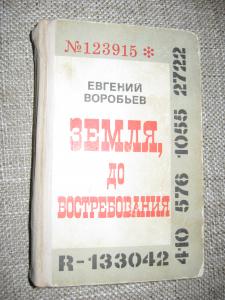 №123915 *
ЕВГЕНИЙ
ВОРОБЬЕВ
ЗЕМЛЯ,
ДО
ВОСТРЕБОВАНИЯ
R-133042
410 576 1055 2722